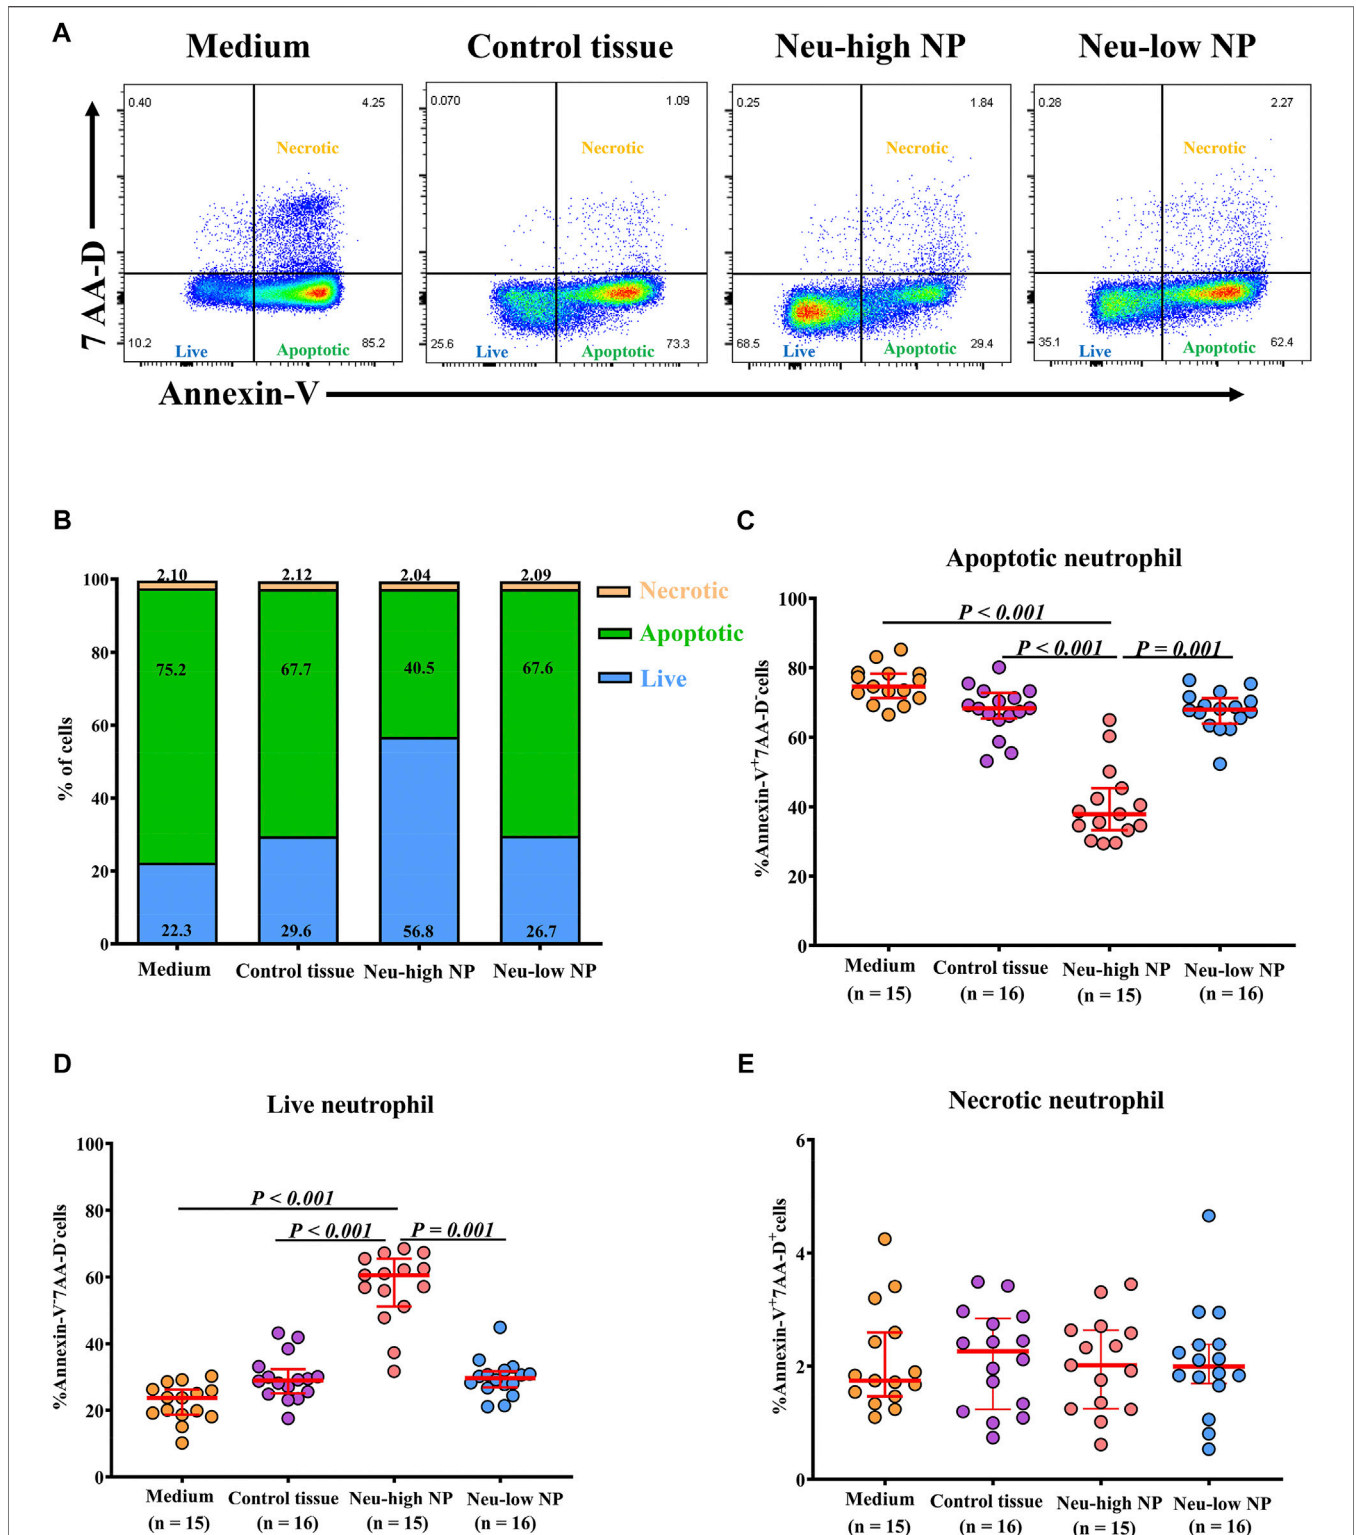 A
Medium
Control tissue
Neu-high NP
Neu-low NP
0.40
4.25
Necrotic
10.2
Live
Apoptotic
85.2
0.070
1.09
Necrotic
25.6
Live
Apoptotic
73.3
0.25
1.84
Necrotic
68.5
Live
Apoptotic
29.4
0.28
2.27
Necrotic
35.1
Live
Apoptotic
62.4
7 AA-D
Annexin-V
B
% of cells
100
80
60
40
20
0
2.10
2.12
2.04
2.09
75.2
67.7
40.5
67.6
22.3
29.6
56.8
26.7
Necrotic
Apoptotic
Live
Medium
Control tissue
Neu-high NP
Neu-low NP
C
Apoptotic neutrophil
%Annexin-V+7AA-D-cells
100
80
60
40
20
0
P < 0.001
P < 0.001
P = 0.001
Medium
Control tissue
Neu-high NP
Neu-low NP
(n = 15)
(n = 16)
(n = 15)
(n = 16)
D
Live neutrophil
%Annexin-V-7AA-D-cells
100
80
60
40
20
0
P < 0.001
P < 0.001
P = 0.001
Medium
Control tissue
Neu-high NP
Neu-low NP
(n = 15)
(n = 16)
(n = 15)
(n = 16)
E
Necrotic neutrophil
%Annexin-V+7AA-D+cells
6
4
2
0
Medium
Control tissue
Neu-high NP
Neu-low NP
(n = 15)
(n = 16)
(n = 15)
(n = 16)